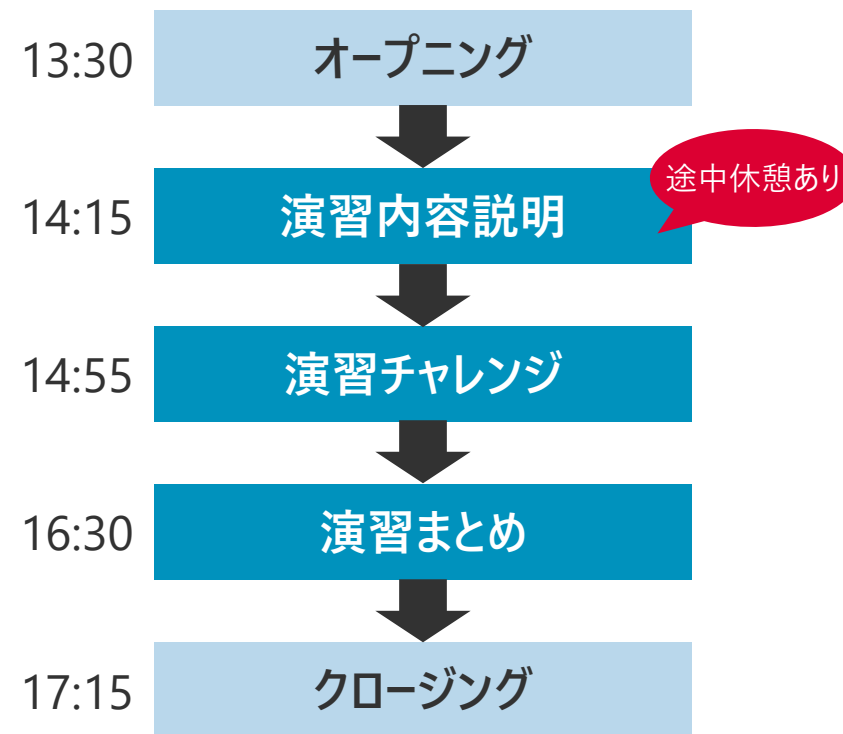 13:30
オープニング
14:15
演習内容説明
途中休憩あり
14:55
演習チャレンジ
16:30
演習まとめ
17:15
クロージング